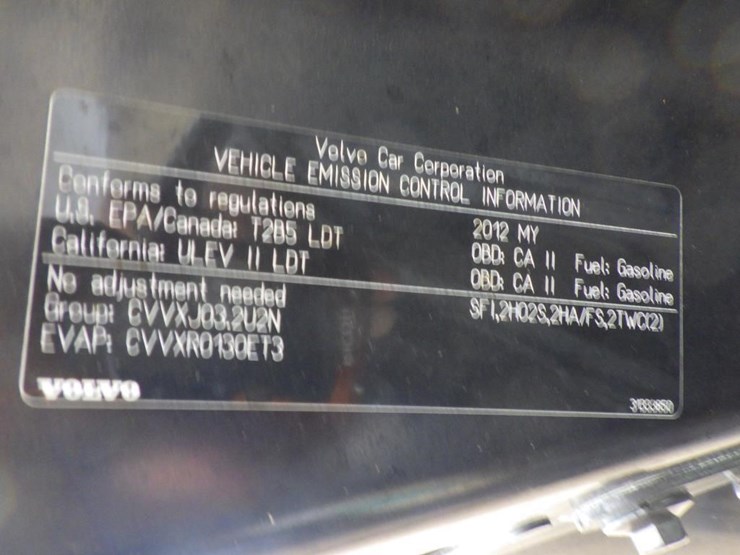 Volvo Car Corporation
VEHICLE EMISSION CONTROL INFORMATION
Conforms to regulations 2012 MY
U.S. EPA/Canada: T2B5 LDT OBD: CA II Fuel: Gasoline
California: ULEV II LDT OBD: CA II Fuel: Gasoline
No adjustment needed SFI,2HO2S,2HA/FS,2TWC(2)
Group: CVVXJ03.2U2N
EVAP: CVVXR0130ET3
VOLVO